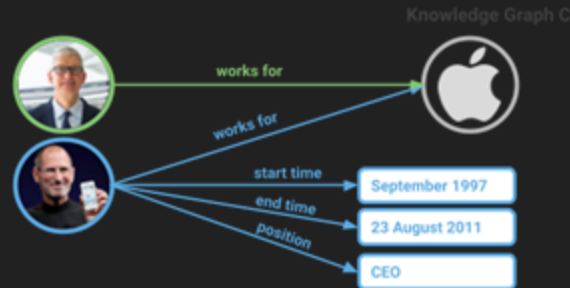 Knowledge Graph C
works for
works for
start time
September 1997
end time
23 August 2011
position
CEO